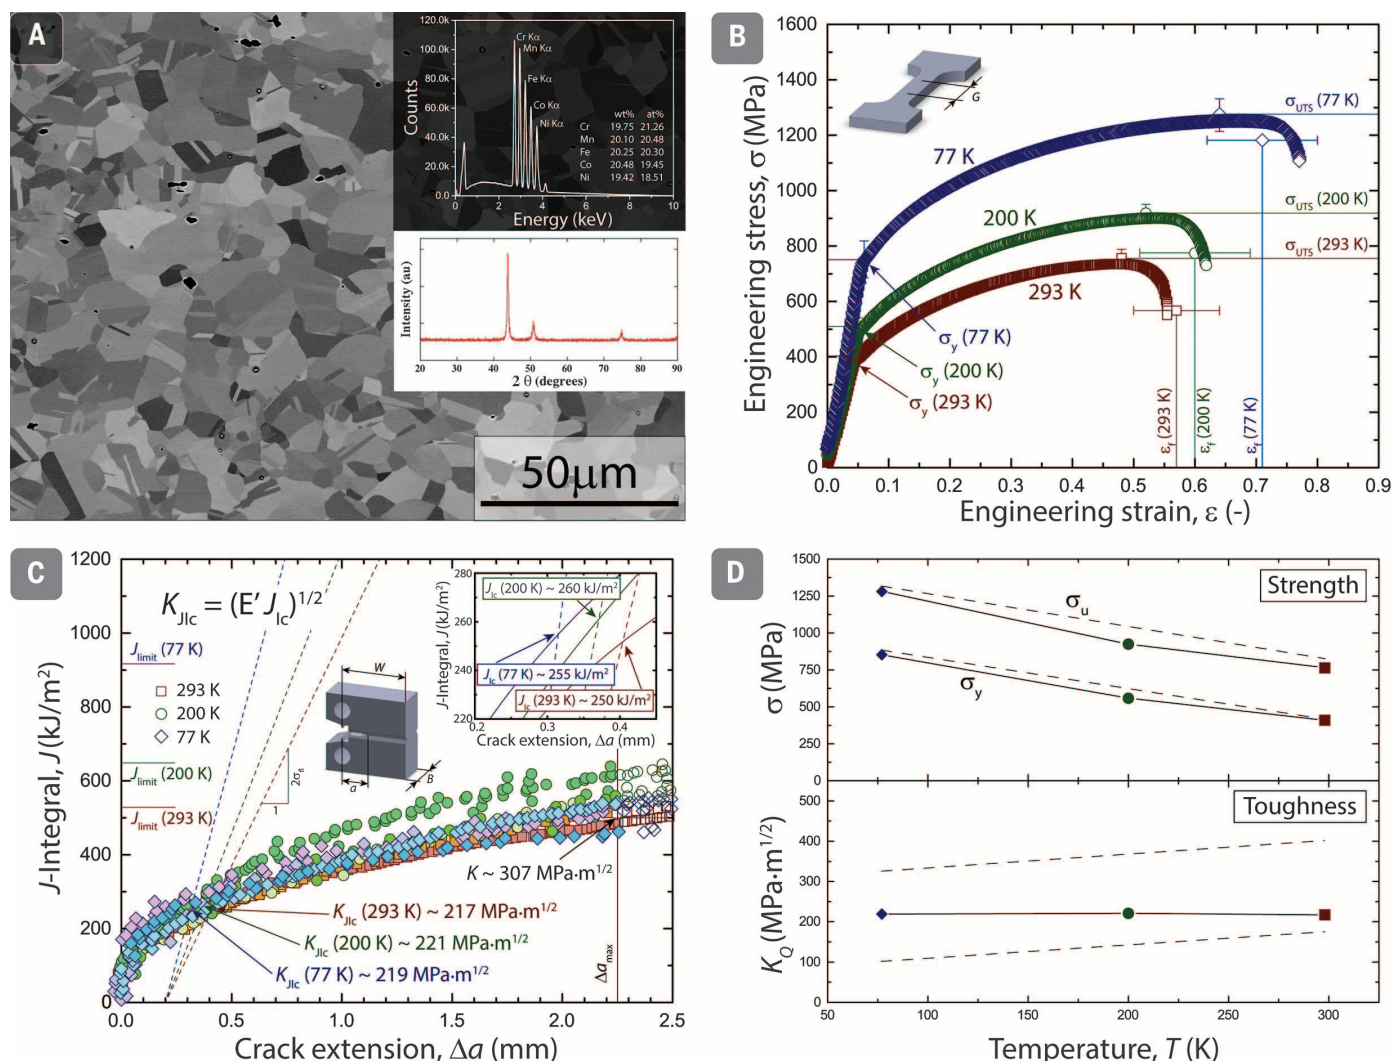 A
120.0k
100.0k
80.0k
60.0k
40.0k
20.0k
0.0
Counts
Cr Kα
Mn Kα
Fe Kα
Co Kα
Ni Kα
wt% at%
Cr 19.75 21.26
Mn 20.10 20.48
Fe 20.25 20.30
Co 20.48 19.45
Ni 19.42 18.51
0 2 4 6 8 10
Energy (keV)
Intensity (au)
20 30 40 50 60 70 80 90
2 θ (degrees)
50μm
B
1600
1400
1200
1000
800
600
400
200
0
Engineering stress, σ (MPa)
G
σUTS (77 K)
77 K
200 K
σUTS (200 K)
σUTS (293 K)
293 K
σy (77 K)
σy (200 K)
σy (293 K)
εf (293 K)
εf (200 K)
εf (77 K)
0.0 0.1 0.2 0.3 0.4 0.5 0.6 0.7 0.8 0.9
Engineering strain, ε (-)
C
1200
1000
800
600
400
200
0
J-Integral, J (kJ/m²)
KJIc = (E′ JIc)1/2
Jlimit (77 K)
293 K
200 K
77 K
Jlimit (200 K)
Jlimit (293 K)
2σfl
1
W
a
B
280
260
240
220
J-Integral, J (kJ/m²)
JIc (200 K) ~ 260 kJ/m²
JIc (77 K) ~ 255 kJ/m²
JIc (293 K) ~ 250 kJ/m²
0.2 0.3 0.4
Crack extension, Δa (mm)
K ~ 307 MPa·m1/2
KJIc (293 K) ~ 217 MPa·m1/2
KJIc (200 K) ~ 221 MPa·m1/2
KJIc (77 K) ~ 219 MPa·m1/2
Δamax
0.0 0.5 1.0 1.5 2.0 2.5
Crack extension, Δa (mm)
D
1500
1250
1000
750
500
250
0
σ (MPa)
Strength
σu
σy
500
400
300
200
100
0
KQ (MPa·m1/2)
Toughness
50 100 150 200 250 300 350
Temperature, T (K)